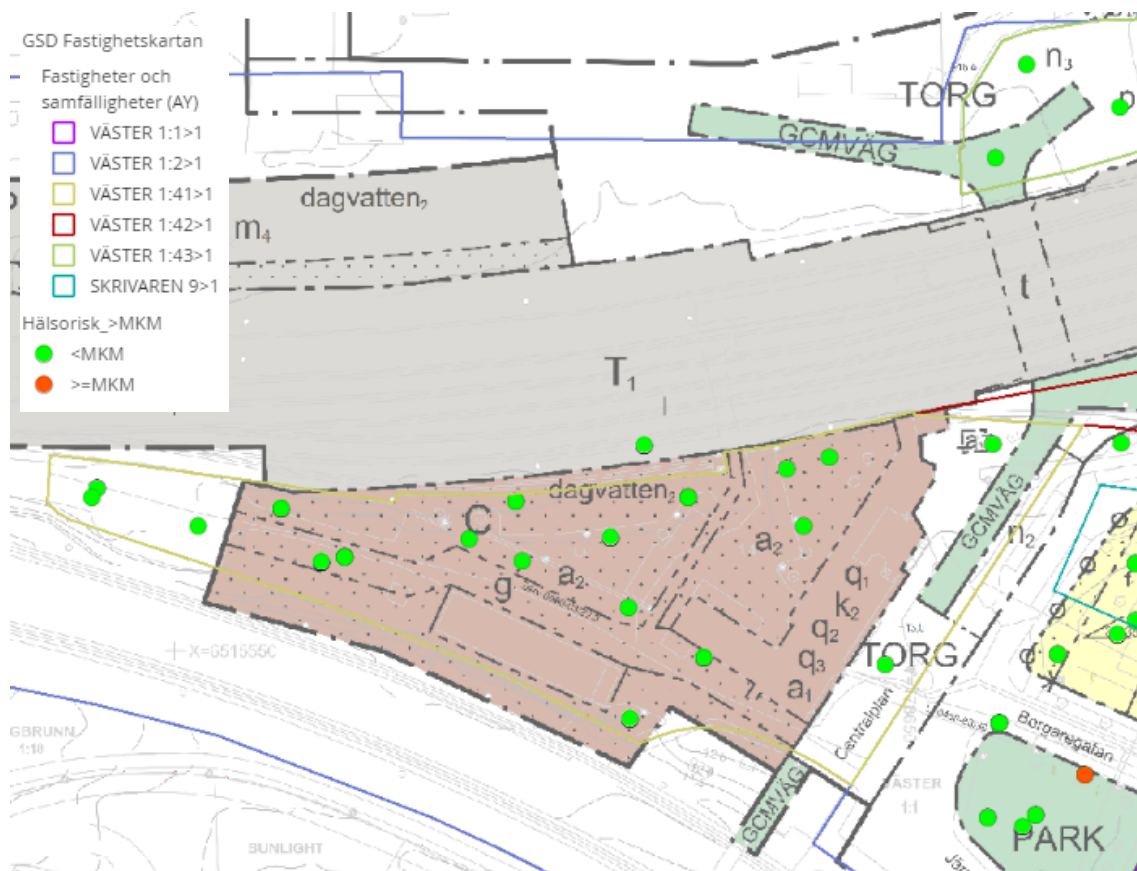 GSD Fastighetskartan
Fastigheter och
samfälligheter (AY)
VÄSTER 1:1>1
VÄSTER 1:2>1
VÄSTER 1:41>1
VÄSTER 1:42>1
VÄSTER 1:43>1
SKRIVAREN 9>1
Hälsorisk_>MKM
<MKM
>=MKM
n3
TORG
GCMVÄG
dagvatten2
m4
t
T1
dagvatten1
C
a2
g
a2
q1
k2
q2
q3
a1
n2
GCMVÄG
TORG
Centralplan
X=6515550
GBRUNN
1:18
Borgaregatan
VÄSTER
1:1
GCMVÄG
SUNLIGHT
PARK